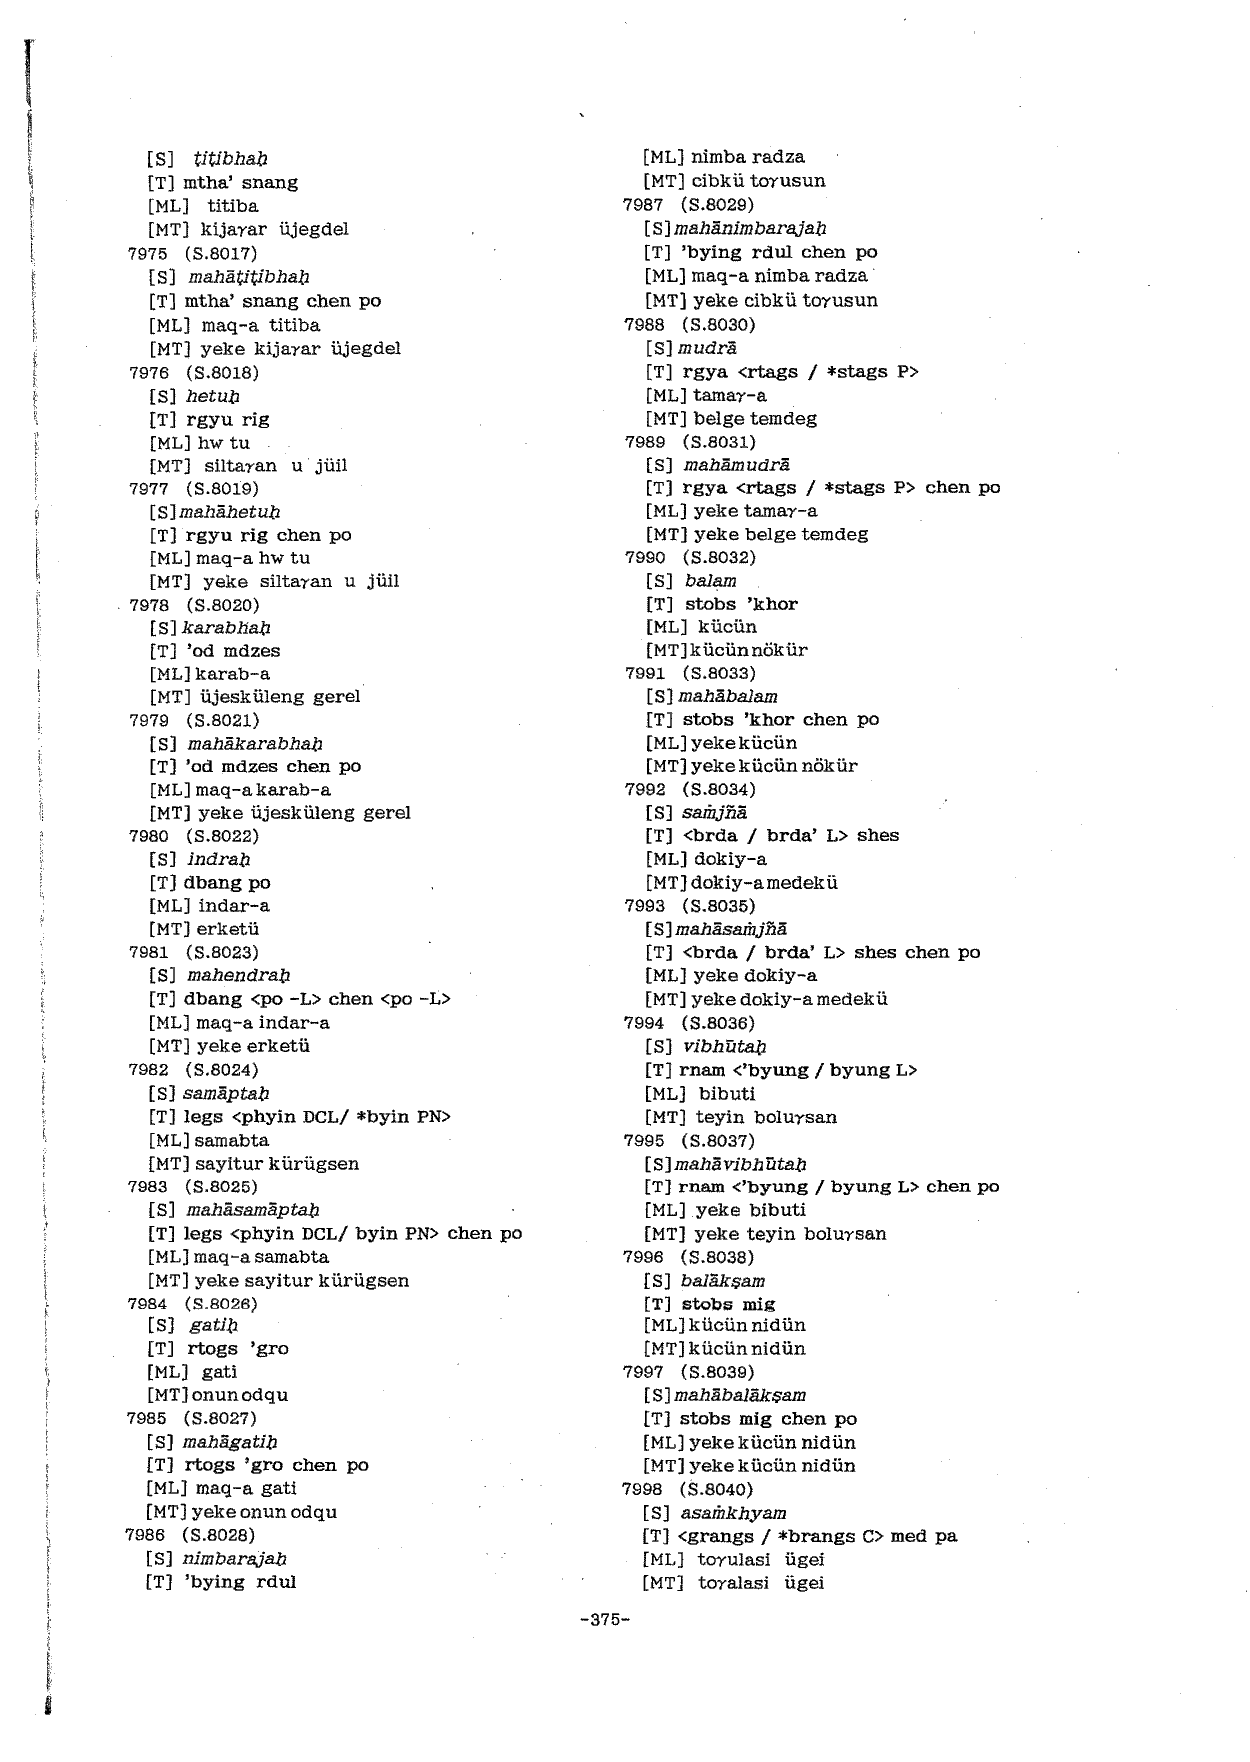 [S] ṭiṭibhaḥ
[T] mtha' snang
[ML] titiba
[MT] kijaγar üjegdel
7975 (S.8017)
[S] mahāṭiṭibhaḥ
[T] mtha' snang chen po
[ML] maq-a titiba
[MT] yeke kijaγar üjegdel
7976 (S.8018)
[S] hetuḥ
[T] rgyu rig
[ML] hw tu
[MT] siltaγan u jüil
7977 (S.8019)
[S] mahāhetuḥ
[T] rgyu rig chen po
[ML] maq-a hw tu
[MT] yeke siltaγan u jüil
7978 (S.8020)
[S] karabhaḥ
[T] 'od mdzes
[ML] karab-a
[MT] üjesküleng gerel
7979 (S.8021)
[S] mahākarabhaḥ
[T] 'od mdzes chen po
[ML] maq-a karab-a
[MT] yeke üjesküleng gerel
7980 (S.8022)
[S] indraḥ
[T] dbang po
[ML] indar-a
[MT] erketü
7981 (S.8023)
[S] mahendraḥ
[T] dbang <po -L> chen <po -L>
[ML] maq-a indar-a
[MT] yeke erketü
7982 (S.8024)
[S] samāptaḥ
[T] legs <phyin DCL/ *byin PN>
[ML] samabta
[MT] sayitur kürügsen
7983 (S.8025)
[S] mahāsamāptaḥ
[T] legs <phyin DCL/ byin PN> chen po
[ML] maq-a samabta
[MT] yeke sayitur kürügsen
7984 (S.8026)
[S] gatiḥ
[T] rtogs 'gro
[ML] gati
[MT] onun odqu
7985 (S.8027)
[S] mahāgatiḥ
[T] rtogs 'gro chen po
[ML] maq-a gati
[MT] yeke onun odqu
7986 (S.8028)
[S] nimbarajaḥ
[T] 'bying rdul
[ML] nimba radza
[MT] cibkü toγusun
7987 (S.8029)
[S] mahānimbarajaḥ
[T] 'bying rdul chen po
[ML] maq-a nimba radza
[MT] yeke cibkü toγusun
7988 (S.8030)
[S] mudrā
[T] rgya <rtags / *stags P>
[ML] tamaγ-a
[MT] belge temdeg
7989 (S.8031)
[S] mahāmudrā
[T] rgya <rtags / *stags P> chen po
[ML] yeke tamaγ-a
[MT] yeke belge temdeg
7990 (S.8032)
[S] balam
[T] stobs 'khor
[ML] kücün
[MT] kücün nökür
7991 (S.8033)
[S] mahābalam
[T] stobs 'khor chen po
[ML] yeke kücün
[MT] yeke kücün nökür
7992 (S.8034)
[S] saṁjñā
[T] <brda / brda' L> shes
[ML] dokiy-a
[MT] dokiy-a medekü
7993 (S.8035)
[S] mahāsaṁjñā
[T] <brda / brda' L> shes chen po
[ML] yeke dokiy-a
[MT] yeke dokiy-a medekü
7994 (S.8036)
[S] vibhūtaḥ
[T] rnam <'byung / byung L>
[ML] bibuti
[MT] teyin boluγsan
7995 (S.8037)
[S] mahāvibhūtaḥ
[T] rnam <'byung / byung L> chen po
[ML] yeke bibuti
[MT] yeke teyin boluγsan
7996 (S.8038)
[S] balākṣam
[T] stobs mig
[ML] kücün nidün
[MT] kücün nidün
7997 (S.8039)
[S] mahābalākṣam
[T] stobs mig chen po
[ML] yeke kücün nidün
[MT] yeke kücün nidün
7998 (S.8040)
[S] asaṁkhyam
[T] <grangs / *brangs C> med pa
[ML] toγulasi ügei
[MT] toγalasi ügei
-375-